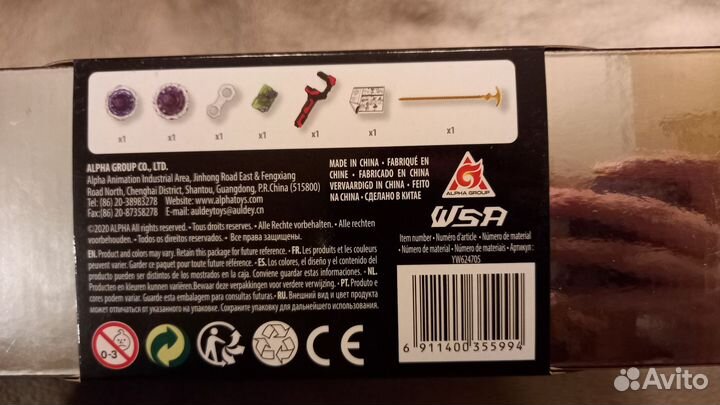 x1 x1 x1 x1 x1 x1 x1
ALPHA GROUP CO., LTD.
Alpha Animation Industrial Area, Jinhong Road East & Fengxiang
Road North, Chenghai District, Shantou, Guangdong, P.R.China (515800)
Tel: (86) 20-38983278 Web: www.alphatoys.com
Fax:(86) 20-87358278 E-mail:auldeytoys@auldey.cn
©2020 ALPHA All rights reserved. • Tous droits reserves. • Alle Rechte vorbehalten. • Alle rechten
voorbehouden. • Todos os direitos reservados. • Все права защищены.
MADE IN CHINA • FABRIQUÉ EN
CHINE • FABRICADO EN CHINA
VERVAARDIGD IN CHINA • FEITO
NA CHINA • СДЕЛАНО В КИТАЕ
ALPHA GROUP
WSA
Item number • Numéro d'article • Número de material
Número de material • Número de materias • Артикул :
YW624705
EN. Product and colors may vary. Retain this package for future reference. • FR. Les produits et les couleurs
peuvent varier. Garder ce paquet pour toute future référence. • ES. Los colores, el diseño y el contenido del
pueden ser distintos de los mostrados en la caja. Conviene guardar estas informaciones. • NL.
Producten en kleuren kunnen variëren. Bewaar deze verpakking voor verdere verwijzing. • PT. Produto e
cores podem variar. Guarde esta embalagem para consultas futuras. • RU. Внешний вид и цвет продукта
может отличаться от указанного на упаковке. Сохраните упаковку для дальнейшего использования.
0-3
CE
EAC
6 911400 355994
Avito